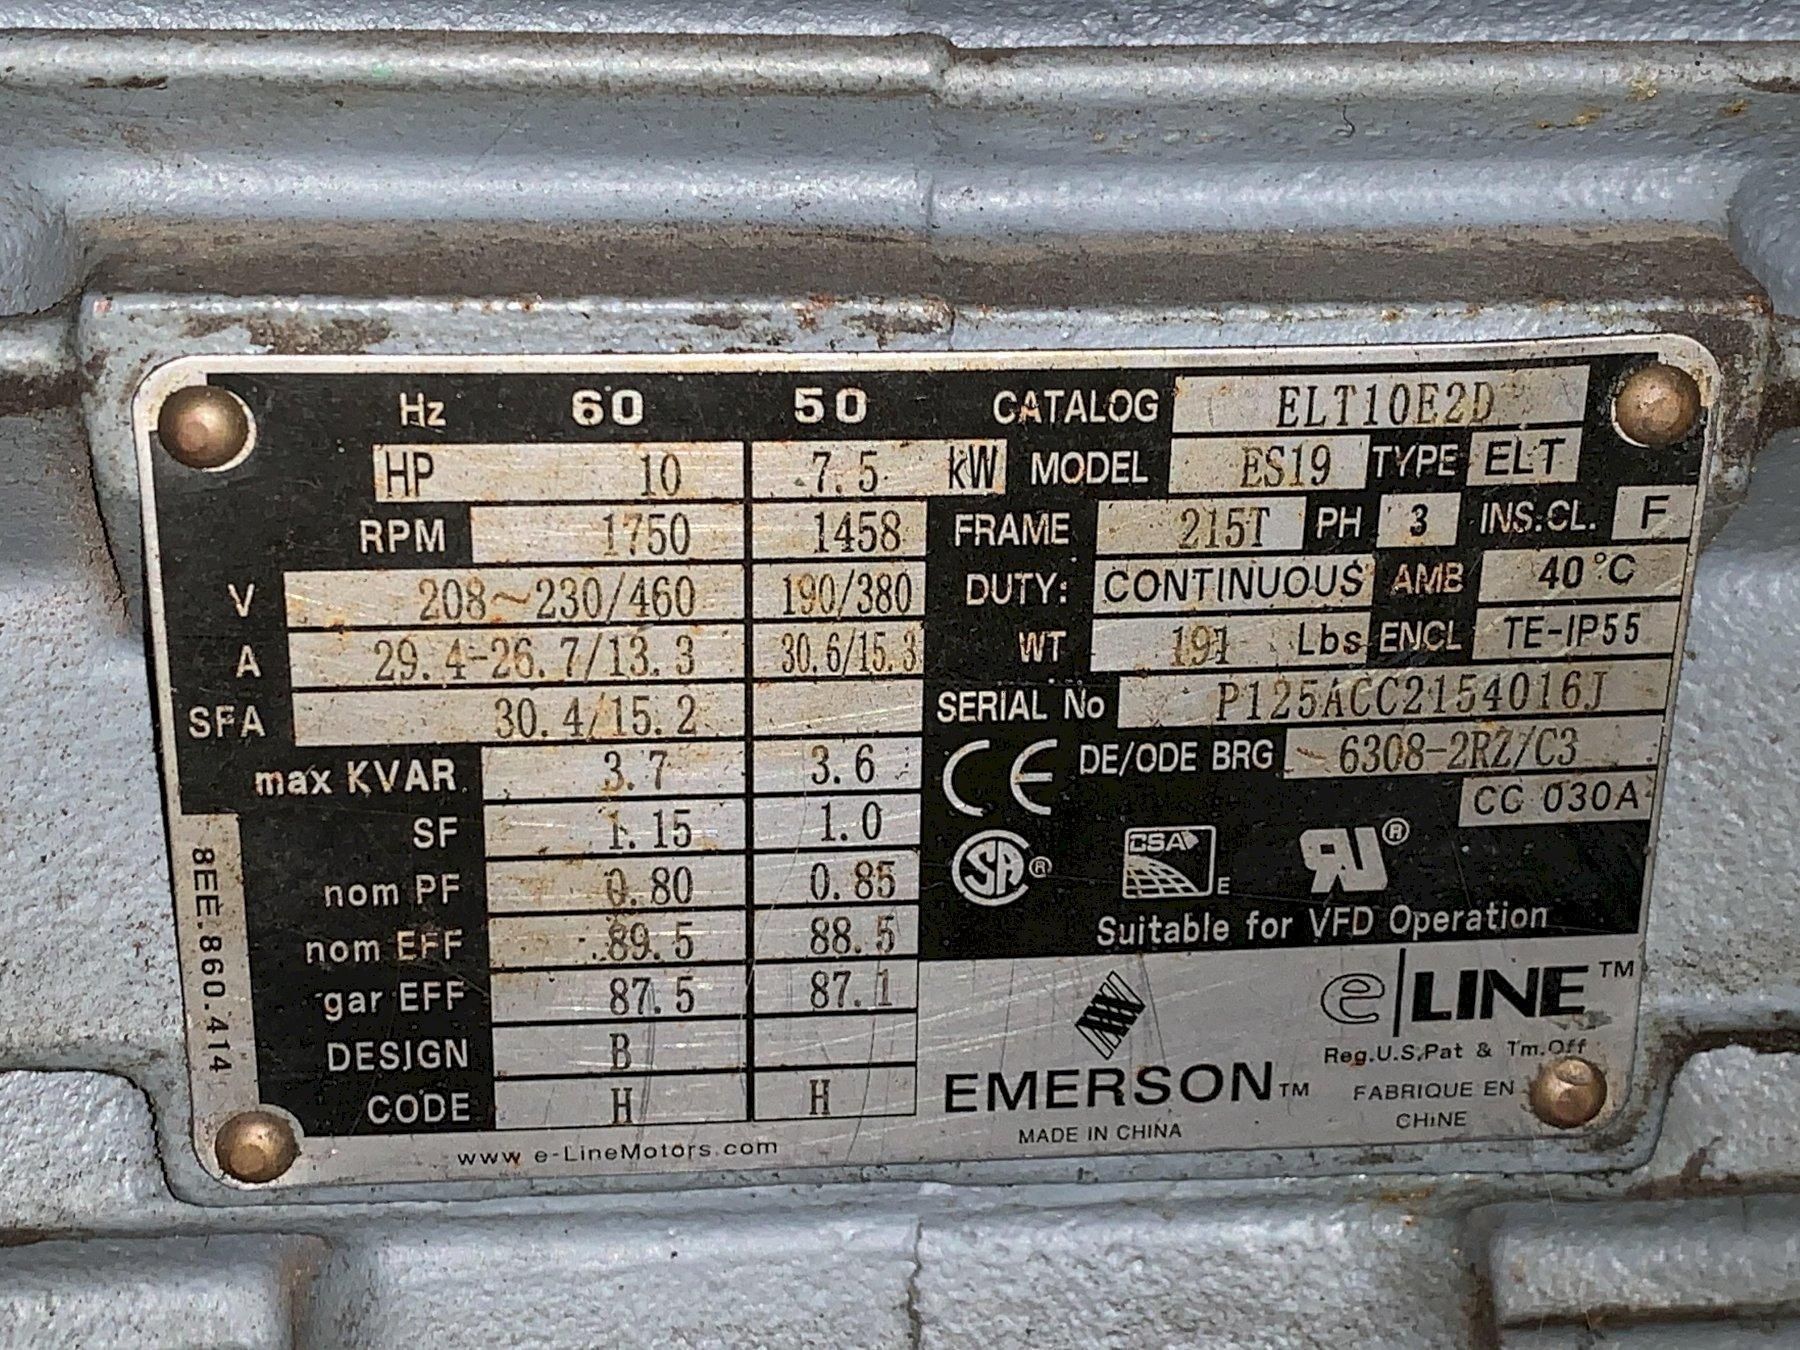 Hz 60 50 CATALOG ELT10E2D
HP 10 7.5 kW MODEL ES19 TYPE ELT
RPM 1750 1458 FRAME 215T PH 3 INS.CL. F
V 208~230/460 190/380 DUTY: CONTINUOUS AMB 40°C
A 29.4-26.7/13.3 30.6/15.3 WT 191 Lbs ENCL TE-IP55
SFA 30.4/15.2 SERIAL No P125ACC2154016J
max KVAR 3.7 3.6 CE DE/ODE BRG 6308-2RZ/C3
SF 1.15 1.0 CC 030A
nom PF 0.80 0.85 SA® CSA E RU®
nom EFF 89.5 88.5 Suitable for VFD Operation
gar EFF 87.5 87.1 e|LINE™
DESIGN B Reg.U.S.Pat & Tm.Off
CODE H H EMERSON™ FABRIQUE EN
CHINE
MADE IN CHINA
www e-LineMotors.com
8EE.860.414